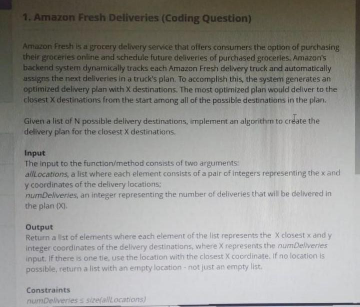 1. Amazon Fresh Deliveries (Coding Question)
Amazon Fresh is a grocery delivery service that offers consumers the option of purchasing
their groceries online and schedule future deliveries of purchased groceries. Amazon's
backend system dynamically tracks each Amazon Fresh delivery truck and automatically
assigns the next deliveries in a truck's plan. To accomplish this, the system generates an
optimized delivery plan with X destinations. The most optimized plan would deliver to the
closest X destinations from the start among all of the possible destinations in the plan.
Given a list of N possible delivery destinations, implement an algorithm to create the
delivery plan for the closest X destinations.
Input
The input to the function/method consists of two arguments:
allLocations, a list where each element consists of a pair of integers representing the x and
y coordinates of the delivery locations;
numDeliveries, an integer representing the number of deliveries that will be delivered in
the plan (X).
Output
Return a list of elements where each element of the list represents the X closest x and y
integer coordinates of the delivery destinations, where X represents the numDeliveries
input. If there is one tie, use the location with the closest X coordinate. If no location is
possible, return a list with an empty location - not just an empty list.
Constraints
numDeliveries ≤ size(allLocations)